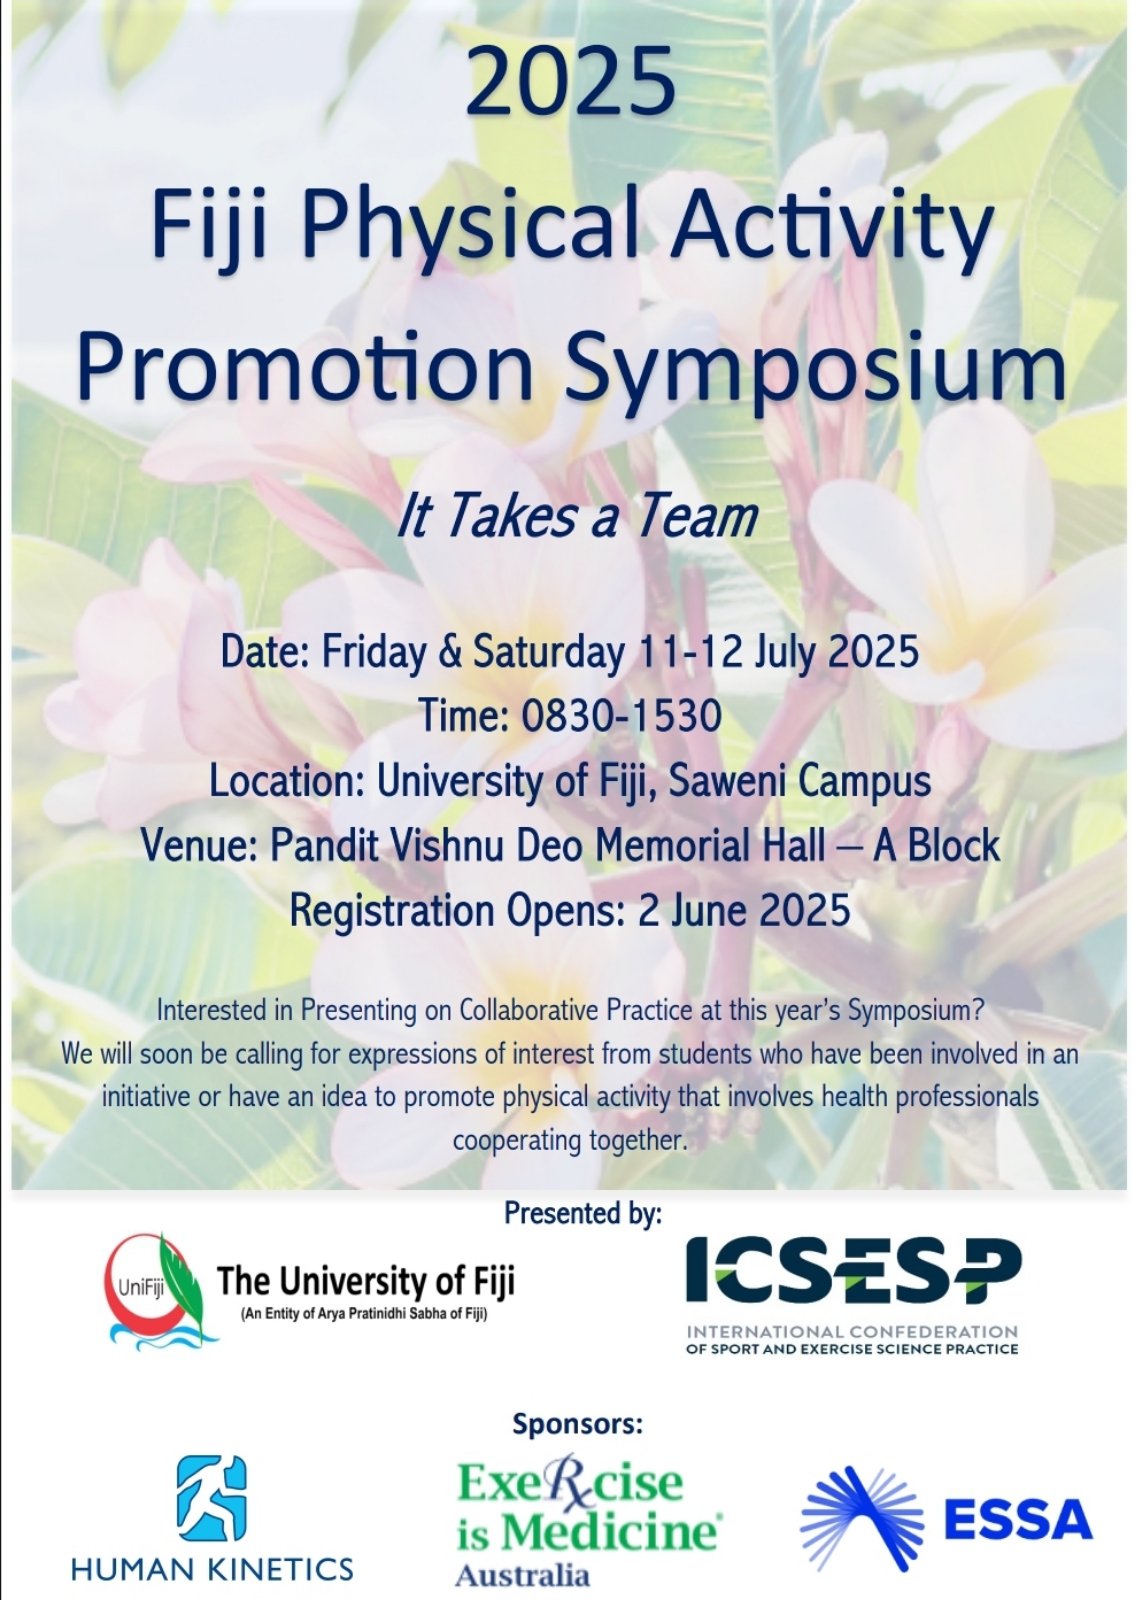 2025
Fiji Physical Activity
Promotion Symposium
It Takes a Team
Date: Friday & Saturday 11-12 July 2025
Time: 0830-1530
Location: University of Fiji, Saweni Campus
Venue: Pandit Vishnu Deo Memorial Hall – A Block
Registration Opens: 2 June 2025
Interested in Presenting on Collaborative Practice at this year’s Symposium?
We will soon be calling for expressions of interest from students who have been involved in an
initiative or have an idea to promote physical activity that involves health professionals
cooperating together.
Presented by:
UniFiji
The University of Fiji
(An Entity of Arya Pratinidhi Sabha of Fiji)
ICSESP
INTERNATIONAL CONFEDERATION
OF SPORT AND EXERCISE SCIENCE PRACTICE
Sponsors:
HUMAN KINETICS
ExeRxcise
is Medicine®
Australia
ESSA